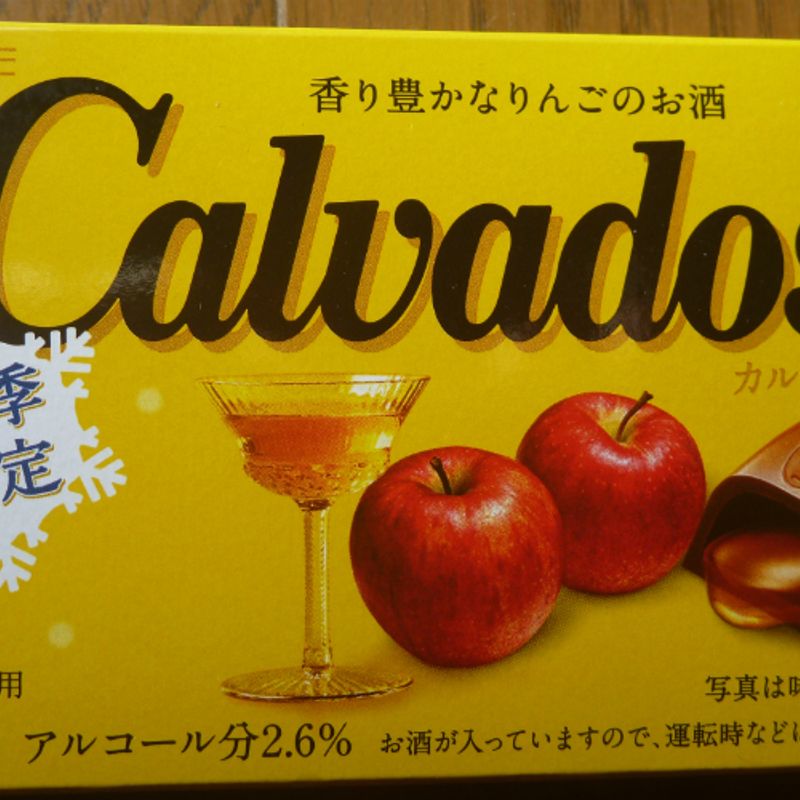 香り豊かなりんごのお酒
Calvados
カル
季
定
用
写真は味
アルコール分2.6% お酒が入っていますので、運転時などは